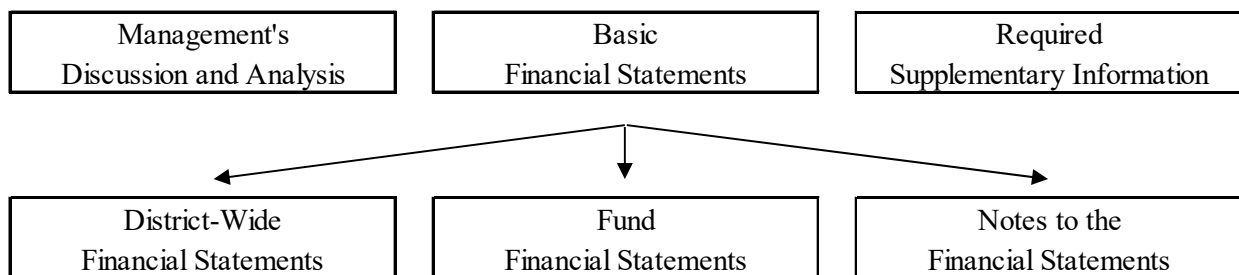 Management's
Discussion and Analysis
Basic
Financial Statements
Required
Supplementary Information
District-Wide
Financial Statements
Fund
Financial Statements
Notes to the
Financial Statements